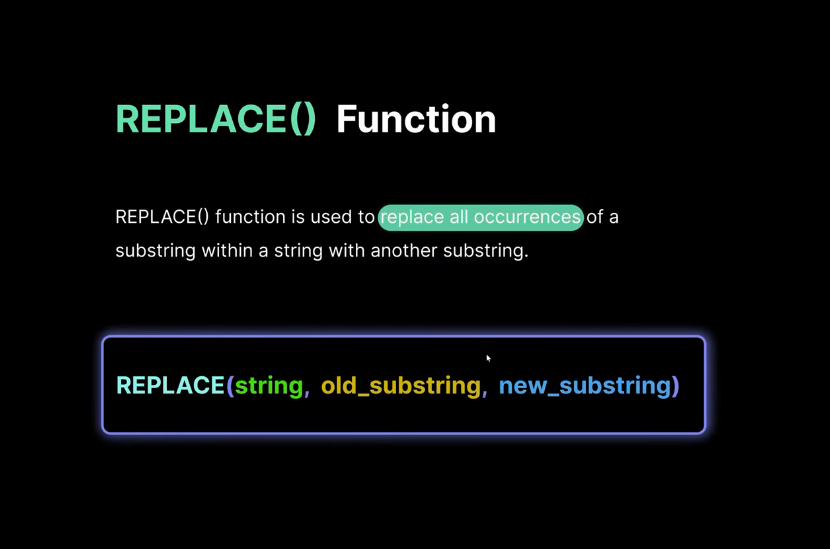 REPLACE() Function
REPLACE() function is used to replace all occurrences of a
substring within a string with another substring.
REPLACE(string, old_substring, new_substring)